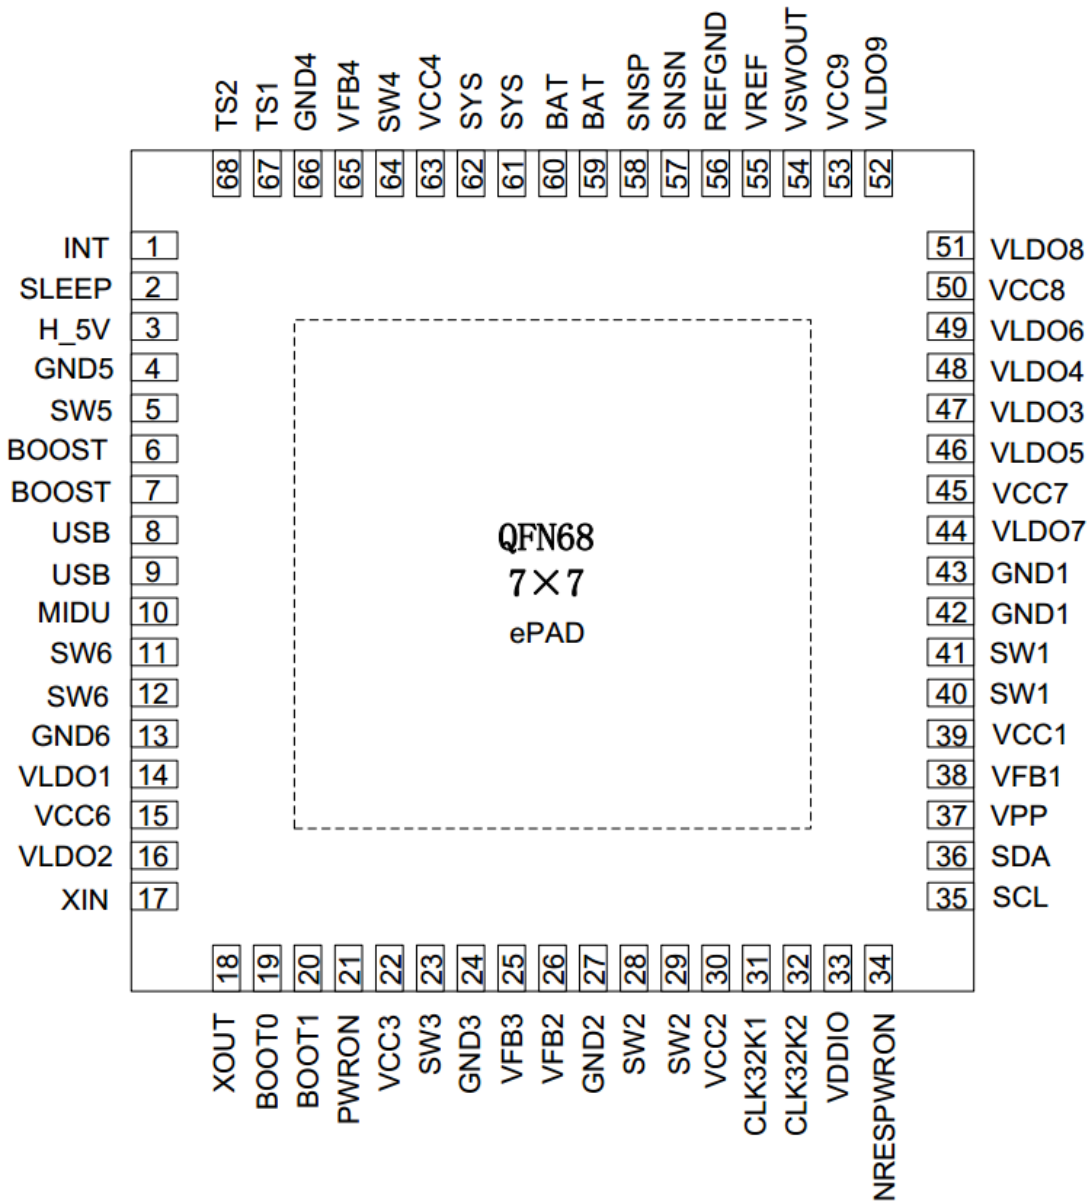 TS2 TS1 GND4 VFB4 SW4 VCC4 SYS SYS BAT BAT SNSP SNSN REFGND VREF VSWOUT VCC9 VLDO9
68 67 66 65 64 63 62 61 60 59 58 57 56 55 54 53 52
INT 1 51 VLDO8
SLEEP 2 50 VCC8
H_5V 3 49 VLDO6
GND5 4 48 VLDO4
SW5 5 47 VLDO3
BOOST 6 46 VLDO5
BOOST 7 45 VCC7
USB 8 44 VLDO7
USB 9 43 GND1
MIDU 10 42 GND1
SW6 11 41 SW1
SW6 12 40 SW1
GND6 13 39 VCC1
VLDO1 14 38 VFB1
VCC6 15 37 VPP
VLDO2 16 36 SDA
XIN 17 35 SCL
QFN68
7×7
ePAD
18 19 20 21 22 23 24 25 26 27 28 29 30 31 32 33 34
XOUT BOOT0 BOOT1 PWRON VCC3 SW3 GND3 VFB3 VFB2 GND2 SW2 SW2 VCC2 CLK32K1 CLK32K2 VDDIO NRESPWRON